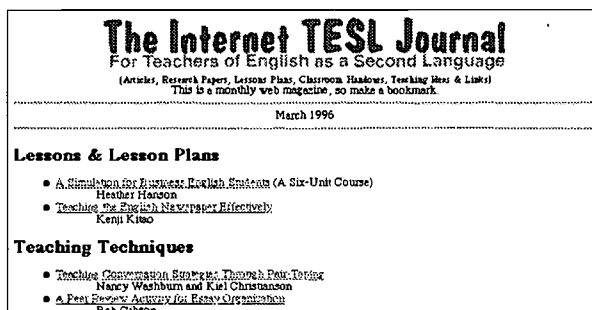 The Internet TESL Journal
For Teachers of English as a Second Language
(Articles, Research Papers, Lessons Plans, Classroom Handouts, Teaching Ideas & Links)
This is a monthly web magazine, so make a bookmark.
March 1996
Lessons & Lesson Plans
A Simulation for Business English Students (A Six-Unit Course)
Heather Hanson
Teaching the English Newspaper Effectively
Kenji Kitao
Teaching Techniques
Teaching Conversation Strategies Through Pair-Taping
Nancy Washburn and Kiel Christianson
A Peer Review Activity for Essay Organization
Bob Gibson